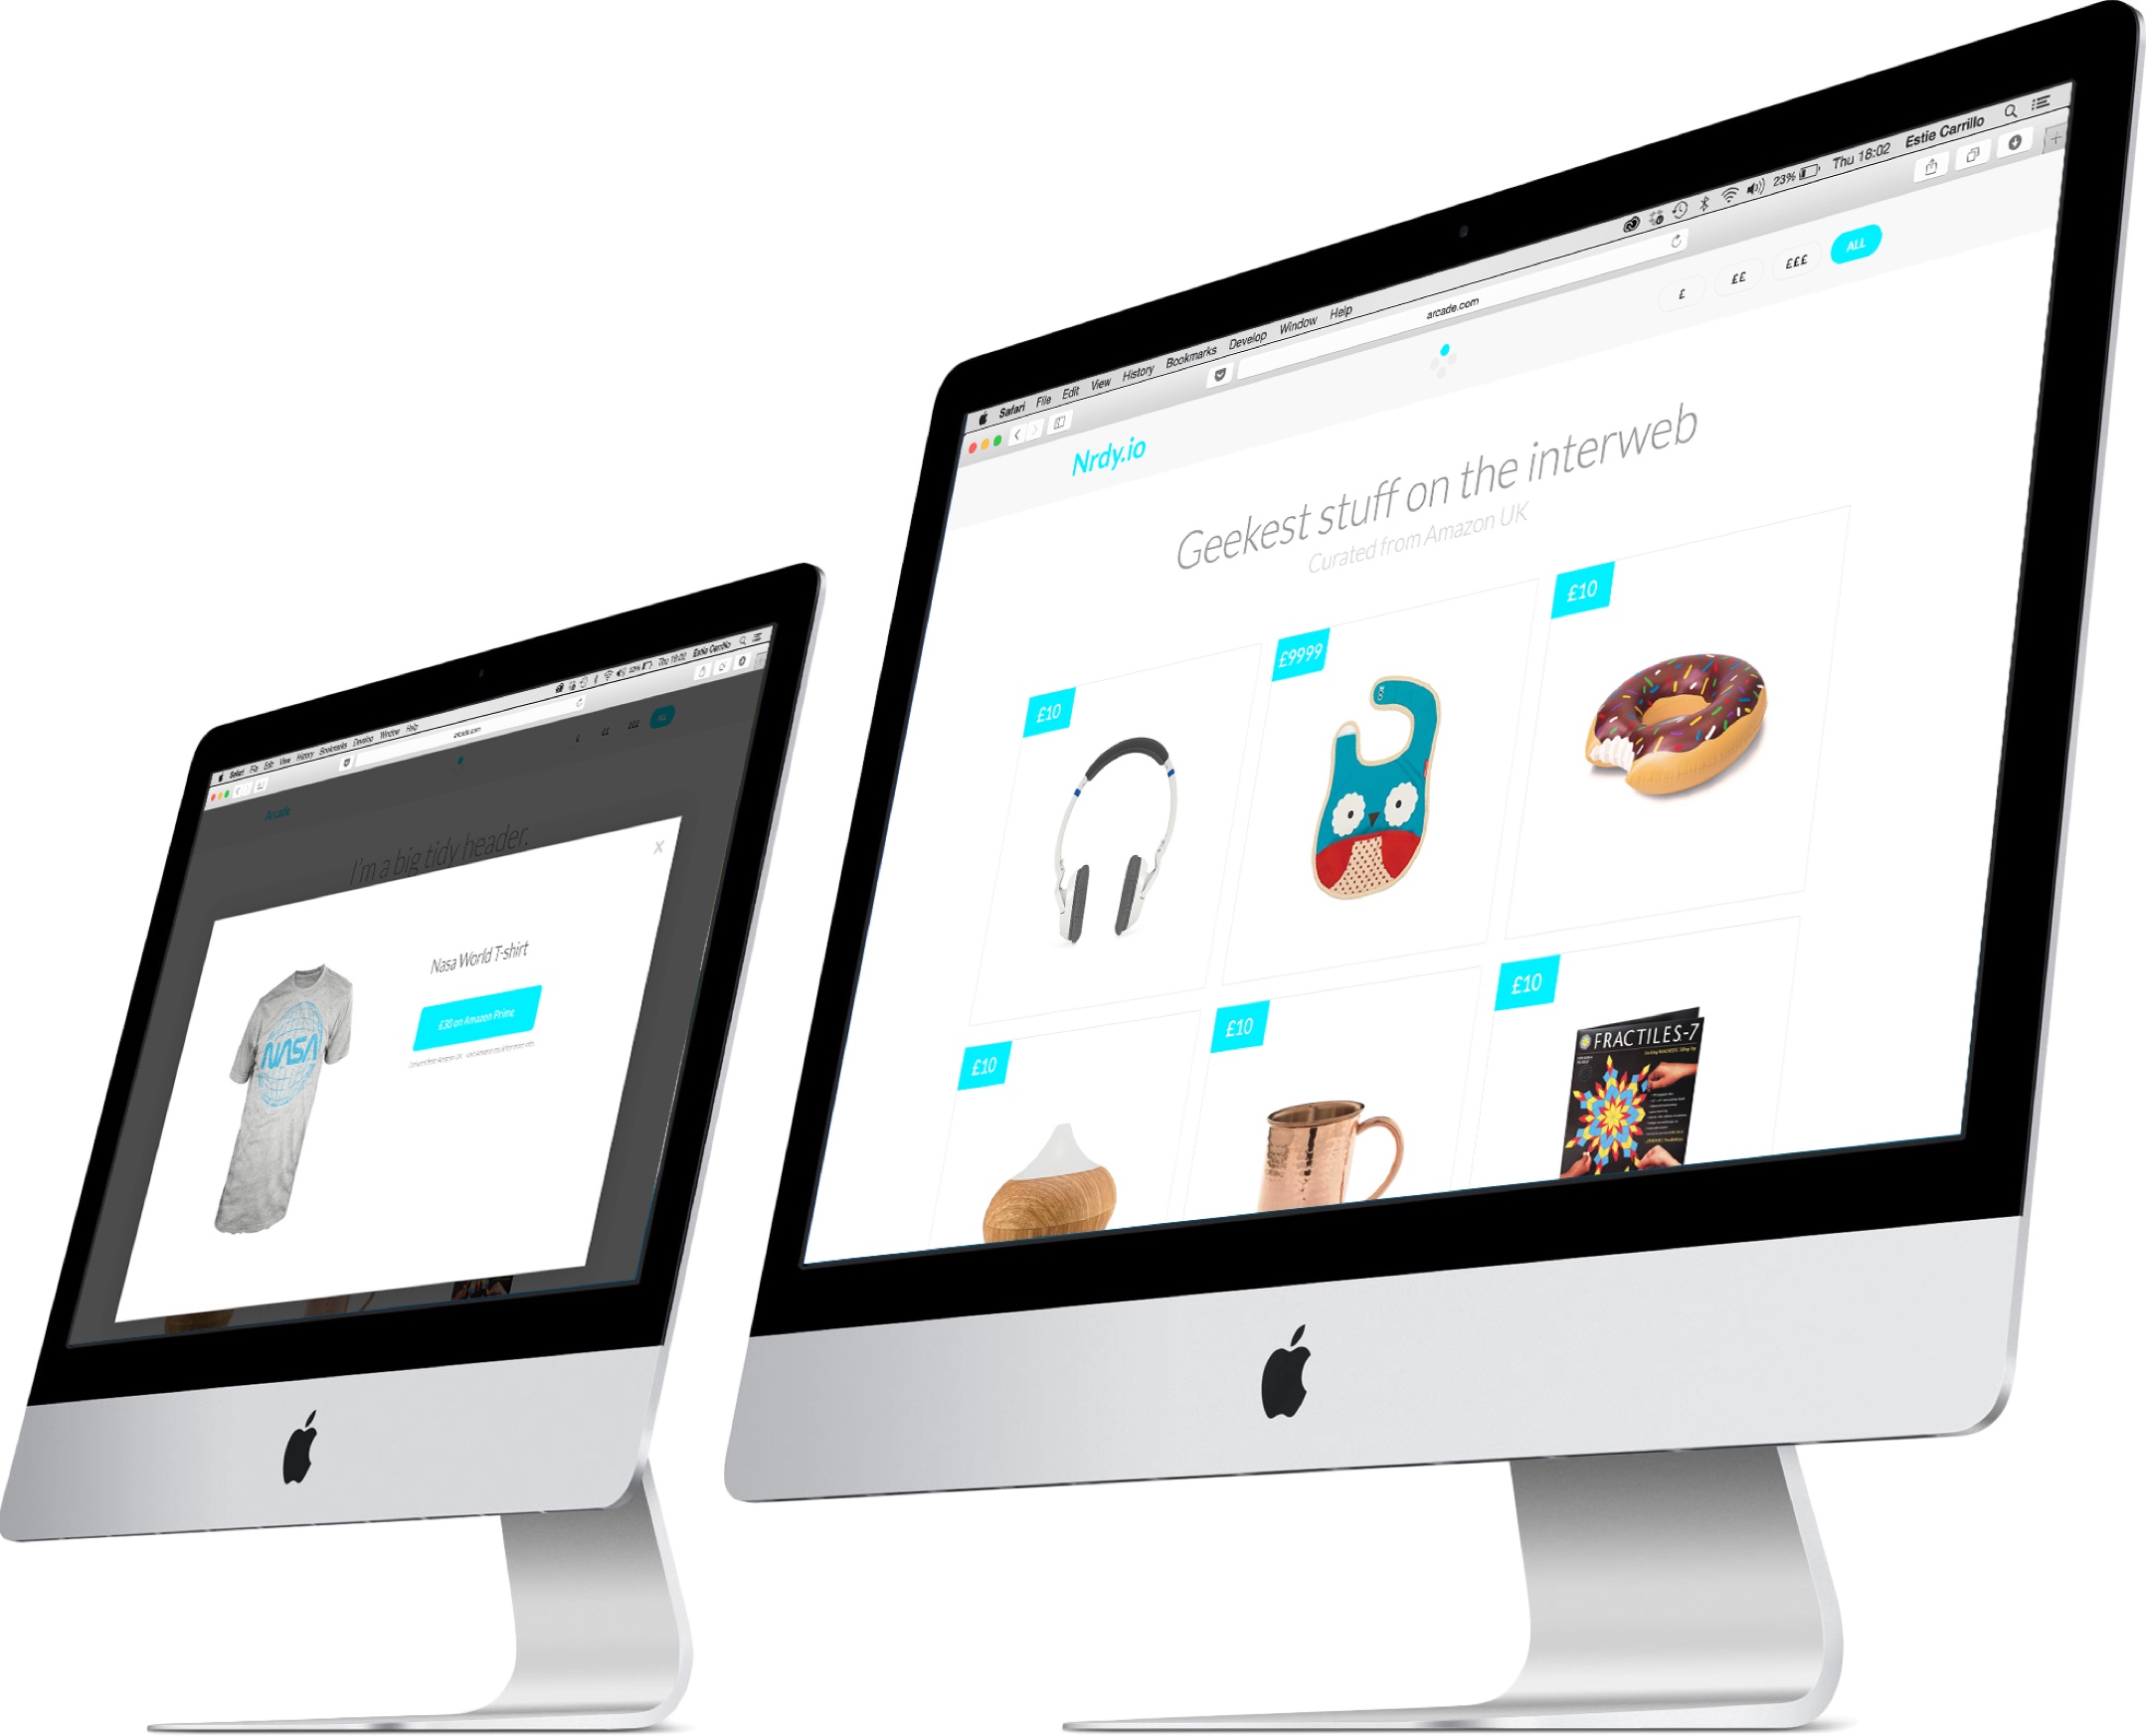 Safari File Edit View History Bookmarks Develop Window Help
23% Thu 18:02 Estie Carrillo
arcade.com
Nrdy.io
£ ££ £££ ALL
Geekest stuff on the interweb
Curated from Amazon UK
£10
£9999
£10
£10
£10
£10
FRACTILES-7
Safari File Edit View History Bookmarks Develop Window Help
Thu 18:02 Estie Carrillo
arcade.com
Arcade
£ ££ £££ ALL
I'm a big tidy header.
x
Nasa World T-shirt
£30 on Amazon Prime
NASA